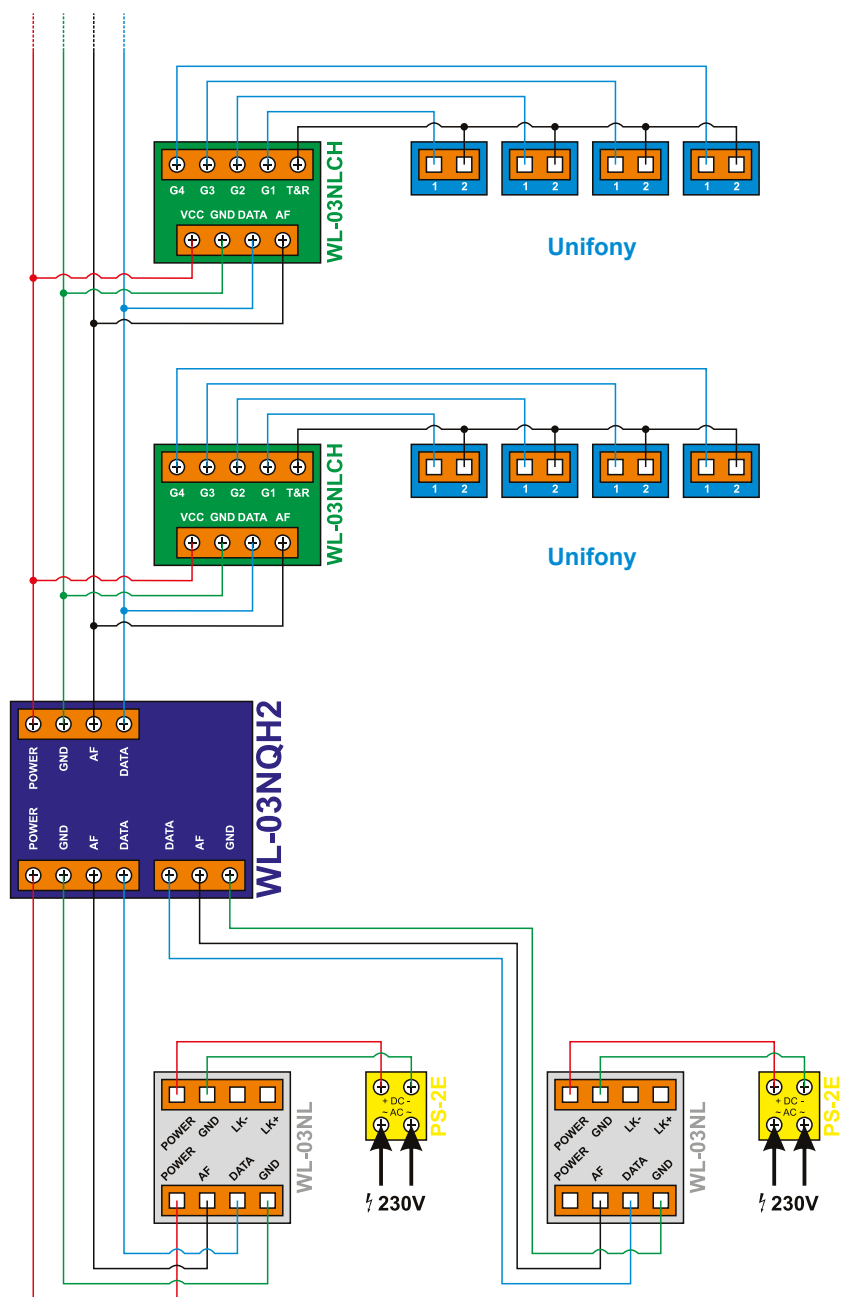 G4 G3 G2 G1 T&R
VCC GND DATA AF
WL-03NLCH
1 2 1 2 1 2 1 2
Unifony
G4 G3 G2 G1 T&R
VCC GND DATA AF
WL-03NLCH
1 2 1 2 1 2 1 2
Unifony
POWER GND AF DATA
POWER GND AF DATA DATA AF GND
WL-03NQH2
POWER GND LK- LK+
POWER AF DATA GND
WL-03NL
+ DC -
~ AC ~
PS-2E
230V
POWER GND LK- LK+
POWER AF DATA GND
WL-03NL
+ DC -
~ AC ~
PS-2E
230V